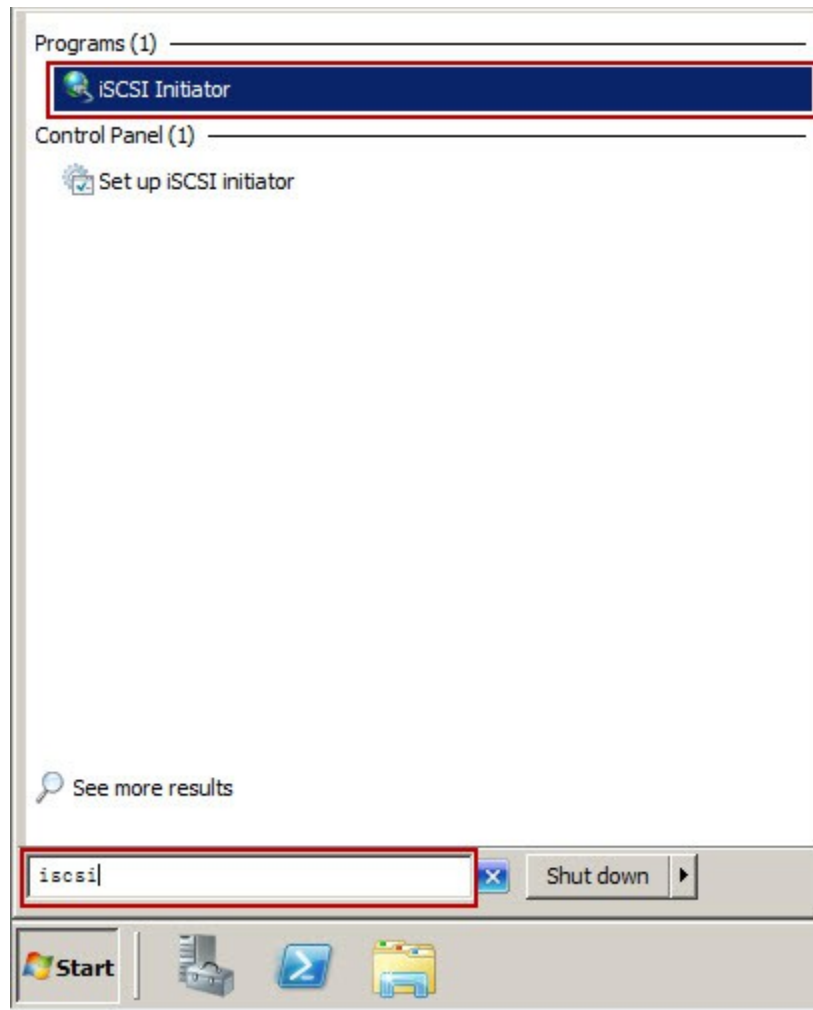 Programs (1)
iSCSI Initiator
Control Panel (1)
Set up iSCSI initiator
See more results
iscsi
Shut down
Start